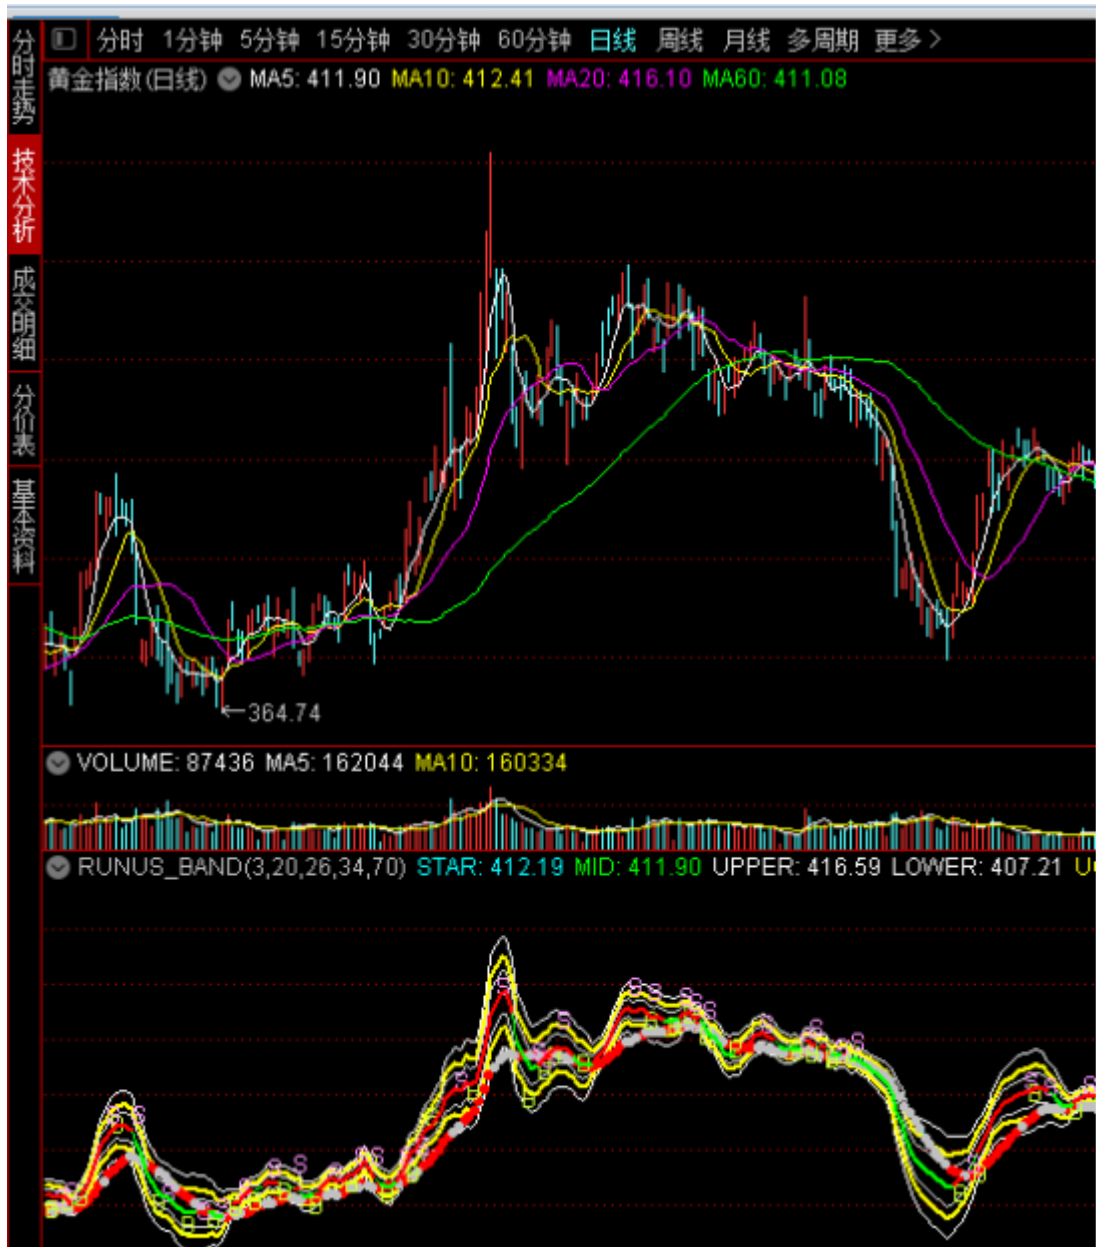 分时 1分钟 5分钟 15分钟 30分钟 60分钟 日线 周线 月线 多周期 更多 >
分时走势
技术分析
成交明细
分价表
基本资料
黄金指数(日线) MA5: 411.90 MA10: 412.41 MA20: 416.10 MA60: 411.08
←364.74
VOLUME: 87436 MA5: 162044 MA10: 160334
RUNUS_BAND(3,20,26,34,70) STAR: 412.19 MID: 411.90 UPPER: 416.59 LOWER: 407.21